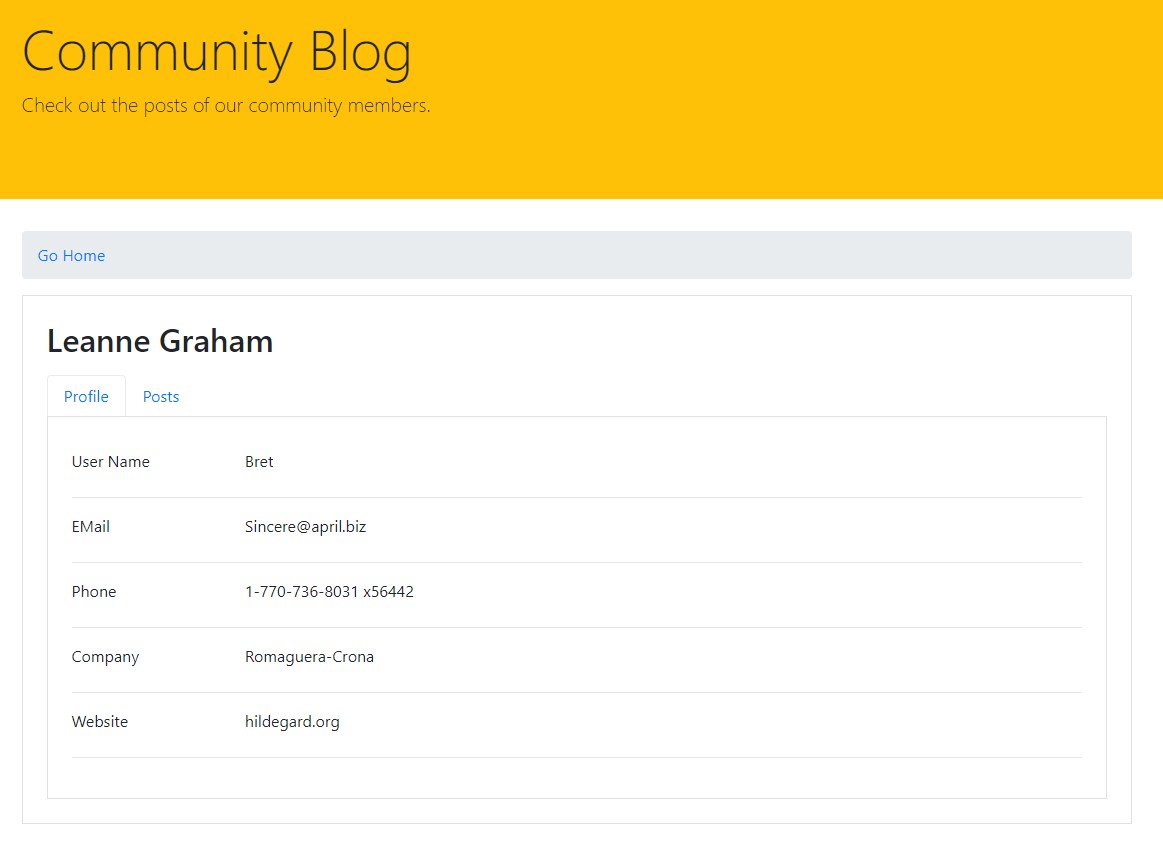 Community Blog
Check out the posts of our community members.
Go Home
Leanne Graham
Profile Posts
User Name Bret
EMail Sincere@april.biz
Phone 1-770-736-8031 x56442
Company Romaguera-Crona
Website hildegard.org